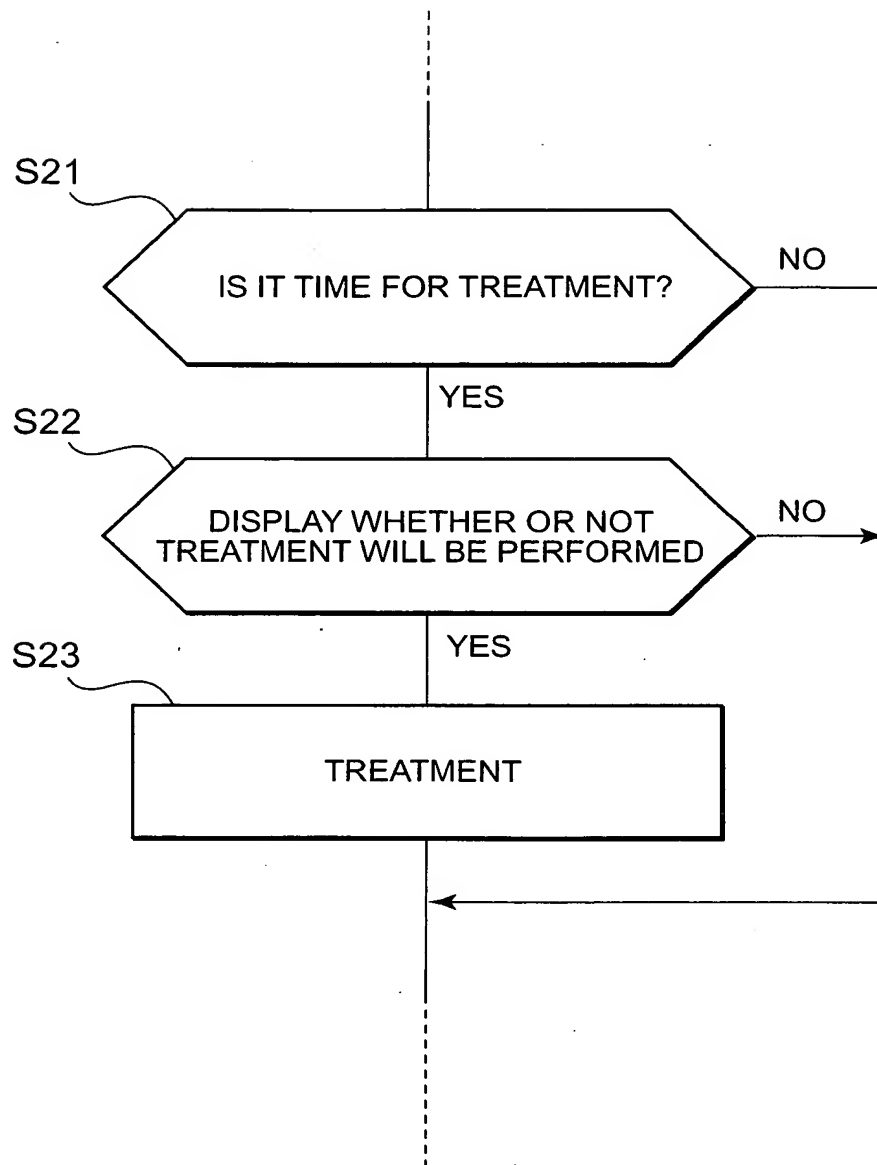 S21
IS IT TIME FOR TREATMENT?
NO
YES
S22
DISPLAY WHETHER OR NOT
TREATMENT WILL BE PERFORMED
NO
YES
S23
TREATMENT